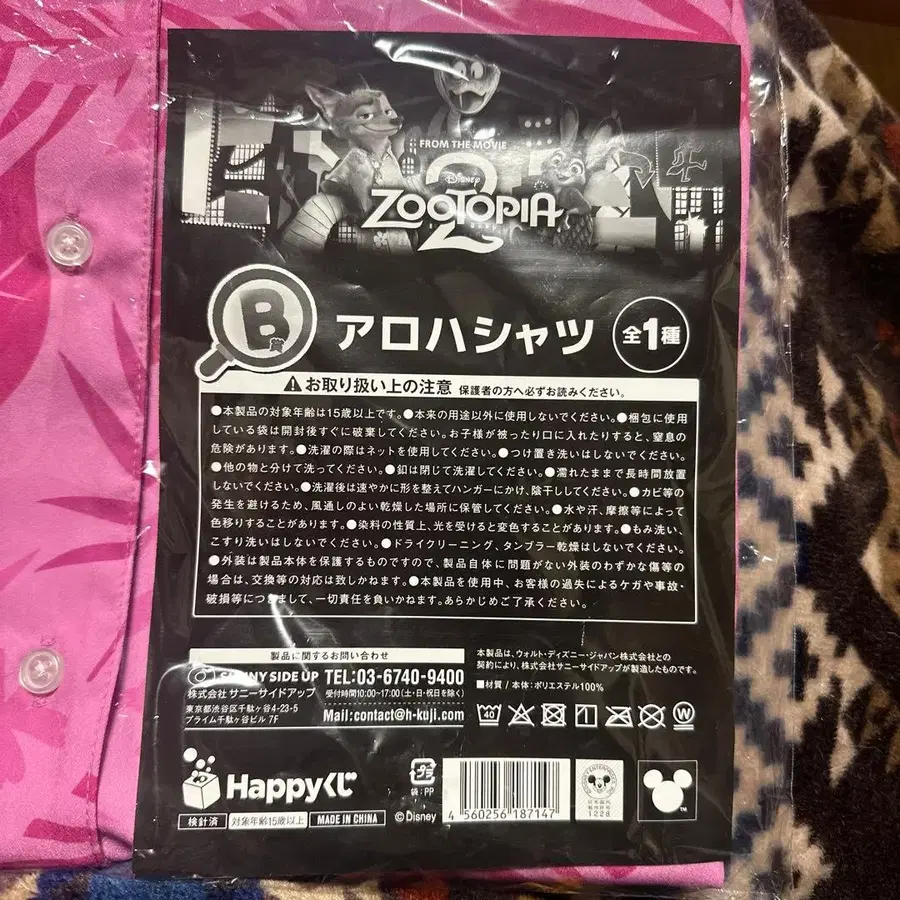 FROM THE MOVIE
Disney
ZOOTOPIA
2
B賞
アロハシャツ
全1種
⚠お取り扱い上の注意 保護者の方へ必ずお読みください。
●本製品の対象年齢は15歳以上です。●本来の用途以外に使用しないでください。●梱包に使用
している袋は開封後すぐに破棄してください。お子様が被ったり口に入れたりすると、窒息の
危険があります。●洗濯の際はネットを使用してください。●つけ置き洗いはしないでください。
●他の物と分けて洗ってください。●釦は閉じて洗濯してください。●濡れたままで長時間放置
しないでください。●洗濯後は速やかに形を整えてハンガーにかけ、陰干ししてください。●カビ等の
発生を避けるため、風通しのよい乾燥した場所に保管してください。●水や汗、摩擦等によって
色移りすることがあります。●染料の性質上、光を受けると変色することがあります。●もみ洗い、
こすり洗いはしないでください。●ドライクリーニング、タンブラー乾燥はしないでください。
●外装は製品本体を保護するものですので、製品自体に問題がない外装のわずかな傷等の
場合は、交換等の対応は致しかねます。●本製品を使用中、お客様の過失によるケガや事故・
破損等につきまして、一切責任を負いかねます。あらかじめご了承ください。
製品に関するお問い合わせ
SUNNY SIDE UP TEL:03-6740-9400
株式会社 サニーサイドアップ 受付時間10:00~17:00(土・日・祝日を除く)
東京都渋谷区千駄ヶ谷4-23-5
プライム千駄ヶ谷ビル 7F
Mail:contact@h-kuji.com
本製品は、ウォルト・ディズニー・ジャパン株式会社との
契約により、株式会社サニーサイドアップが製造したものです。
■材質 / 本体:ポリエステル100%
40
W
Happyくじ
検針済
対象年齢15歳以上
MADE IN CHINA
プラ
袋:PP
©Disney
4 560256 187147
1228
TM